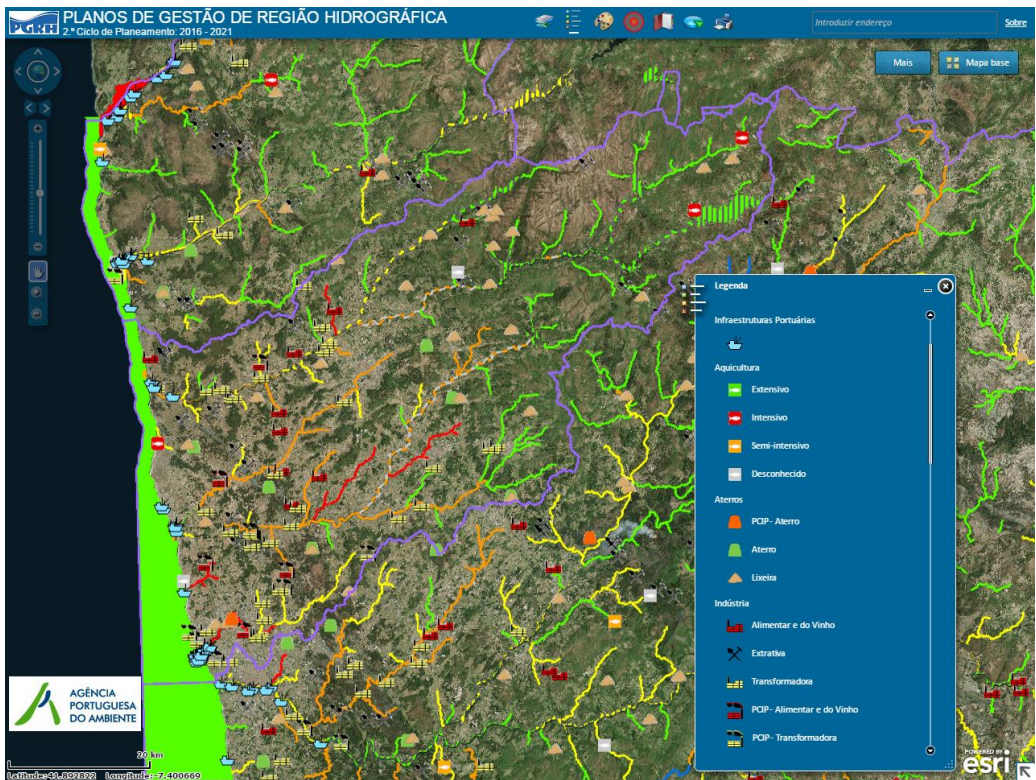 PGRH
PLANOS DE GESTÃO DE REGIÃO HIDROGRÁFICA
2.º Ciclo de Planeamento: 2016 - 2021
Introduzir endereço
Sobre
Mais
Mapa base
Legenda
Infraestruturas Portuárias
Aquicultura
Extensivo
Intensivo
Semi-intensivo
Desconhecido
Aterros
PCIP - Aterro
Aterro
Lixeira
Indústria
Alimentar e do Vinho
Extrativa
Transformadora
PCIP - Alimentar e do Vinho
PCIP - Transformadora
AGÊNCIA
PORTUGUESA
DO AMBIENTE
20 km
Latitude:41.892822 Longitude:-7.400669
POWERED BY
esri